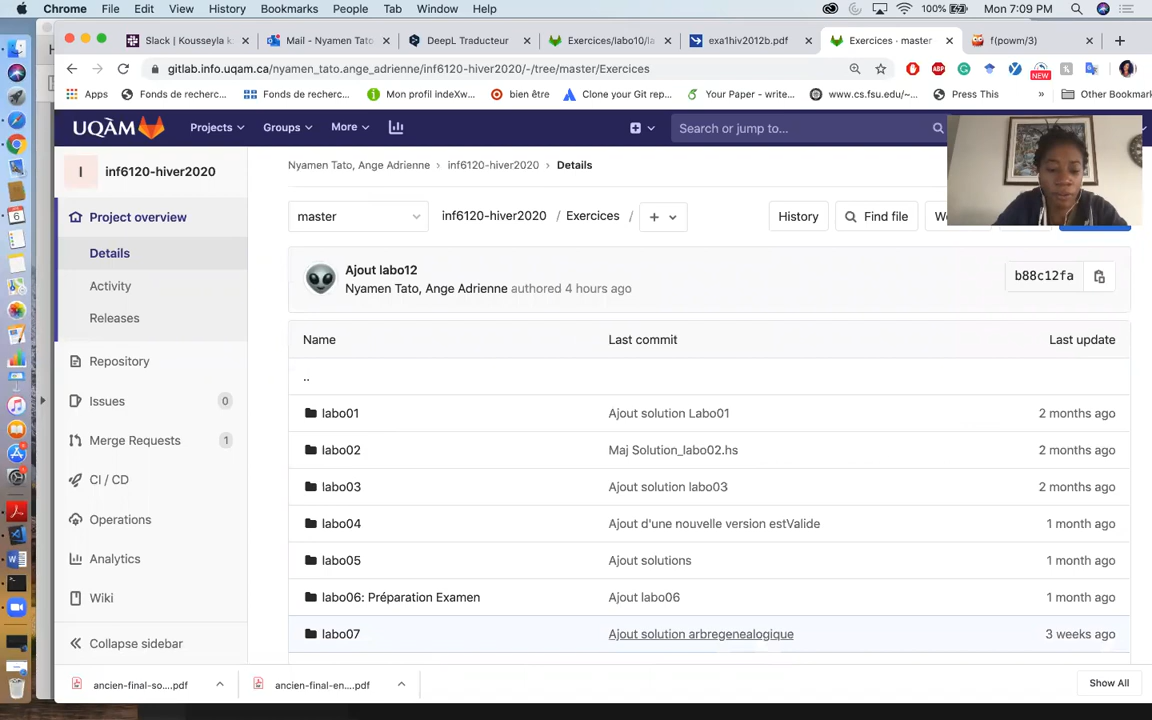 Chrome File Edit View History Bookmarks People Tab Window Help 100% Mon 7:09 PM
Slack | Kousseyla k Mail - Nyamen Tato DeepL Traducteur Exercices/labo10/la exa1hiv2012b.pdf Exercices · master f(powm/3)
gitlab.info.uqam.ca/nyamen_tato.ange_adrienne/inf6120-hiver2020/-/tree/master/Exercices NEW
Apps Fonds de recherc... Fonds de recherc... Mon profil indeXw... bien être Clone your Git rep... Your Paper - write... www.cs.fsu.edu/~... Press This » Other Bookmark
UQÀM Projects Groups More Search or jump to...
I inf6120-hiver2020
Nyamen Tato, Ange Adrienne › inf6120-hiver2020 › Details
Project overview
Details
Activity
Releases
Repository
Issues 0
Merge Requests 1
CI / CD
Operations
Analytics
Wiki
Collapse sidebar
master inf6120-hiver2020 / Exercices / + History Find file
Ajout labo12
Nyamen Tato, Ange Adrienne authored 4 hours ago b88c12fa
Name Last commit Last update
..
labo01 Ajout solution Labo01 2 months ago
labo02 Maj Solution_labo02.hs 2 months ago
labo03 Ajout solution labo03 2 months ago
labo04 Ajout d'une nouvelle version estValide 1 month ago
labo05 Ajout solutions 1 month ago
labo06: Préparation Examen Ajout labo06 1 month ago
labo07 Ajout solution arbregenealogique 3 weeks ago
ancien-final-so....pdf ancien-final-en....pdf Show All